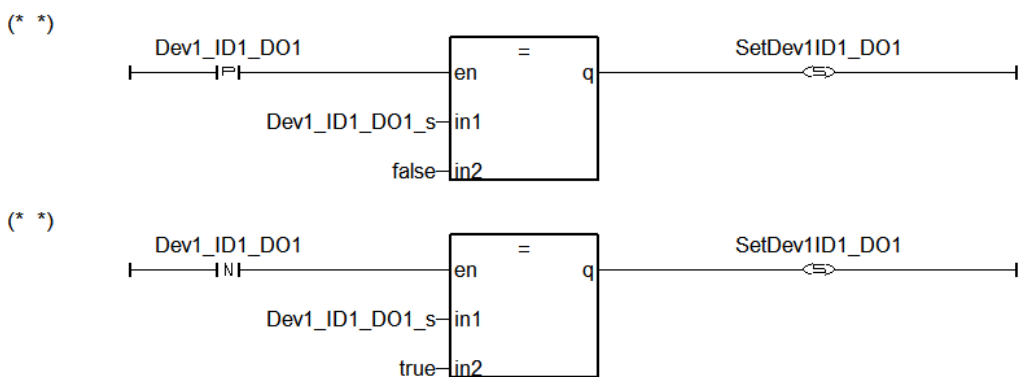 (* *)
Dev1_ID1_DO1 = SetDev1ID1_DO1
P en q S
Dev1_ID1_DO1_s in1
false in2
(* *)
Dev1_ID1_DO1 = SetDev1ID1_DO1
N en q S
Dev1_ID1_DO1_s in1
true in2